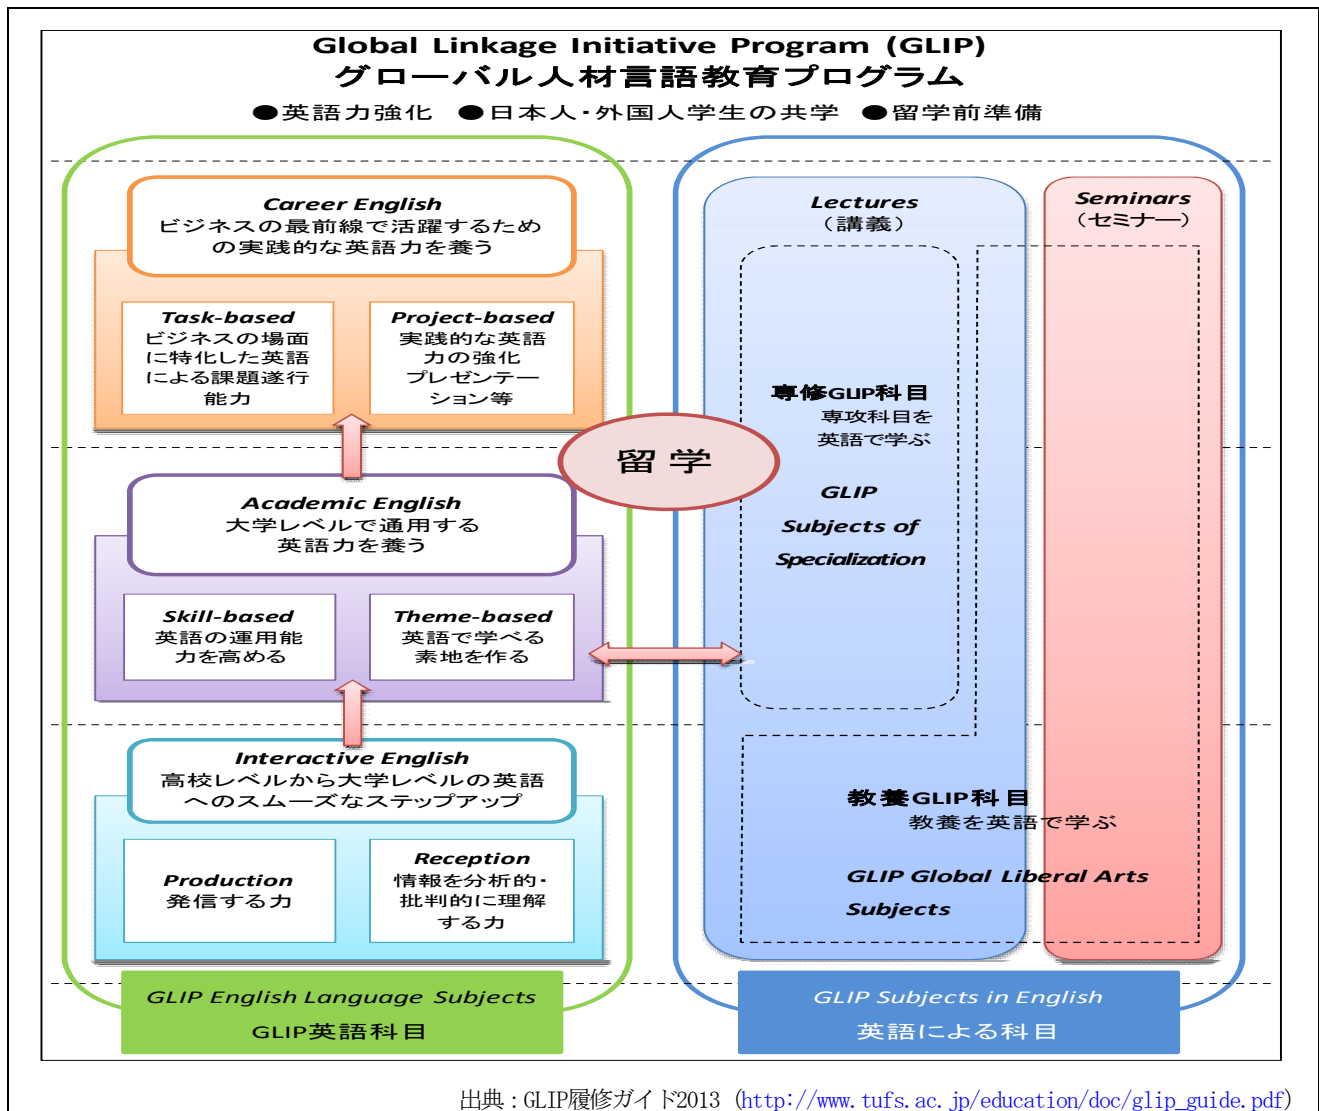 Global Linkage Initiative Program (GLIP)
グローバル人材言語教育プログラム
●英語力強化 ●日本人・外国人学生の共学 ●留学前準備
Career English
ビジネスの最前線で活躍するため
の実践的な英語力を養う
Task-based
ビジネスの場面
に特化した英語
による課題遂行
能力
Project-based
実践的な英語
力の強化
プレゼンテー
ション等
留学
Academic English
大学レベルで通用する
英語力を養う
Skill-based
英語の運用能
力を高める
Theme-based
英語で学べる
素地を作る
Interactive English
高校レベルから大学レベルの英語
へのスムーズなステップアップ
Production
発信する力
Reception
情報を分析的・
批判的に理解
する力
GLIP English Language Subjects
GLIP英語科目
Lectures
（講義）
Seminars
（セミナー）
専修GLIP科目
専攻科目を
英語で学ぶ
GLIP
Subjects of
Specialization
教養GLIP科目
教養を英語で学ぶ
GLIP Global Liberal Arts
Subjects
GLIP Subjects in English
英語による科目
出典：GLIP履修ガイド2013（http://www.tufs.ac.jp/education/doc/glip_guide.pdf）